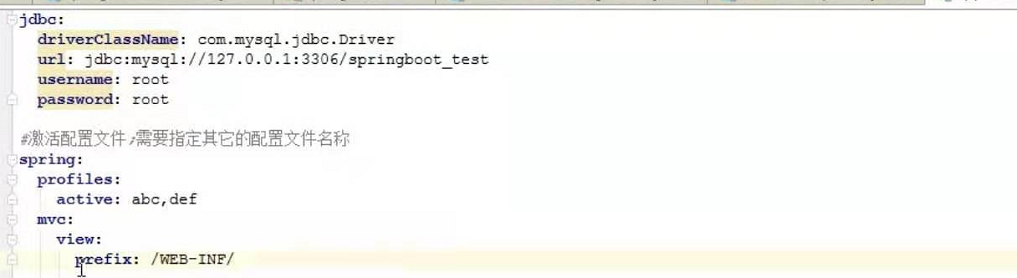 jdbc:
driverClassName: com.mysql.jdbc.Driver
url: jdbc:mysql://127.0.0.1:3306/springboot_test
username: root
password: root
#激活配置文件;需要指定其它的配置文件名称
spring:
profiles:
active: abc,def
mvc:
view:
prefix: /WEB-INF/